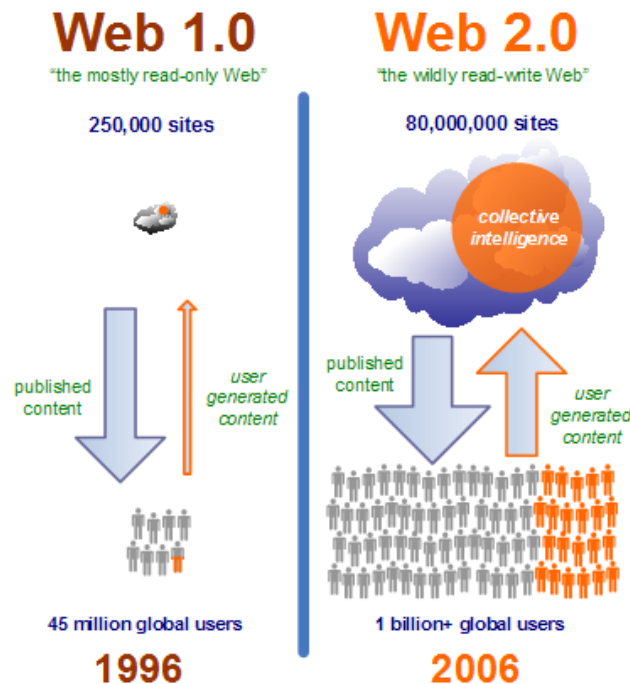 Web 1.0
"the mostly read-only Web"
250,000 sites
published
content
user
generated
content
45 million global users
1996
Web 2.0
"the wildly read-write Web"
80,000,000 sites
collective
intelligence
published
content
user
generated
content
1 billion+ global users
2006